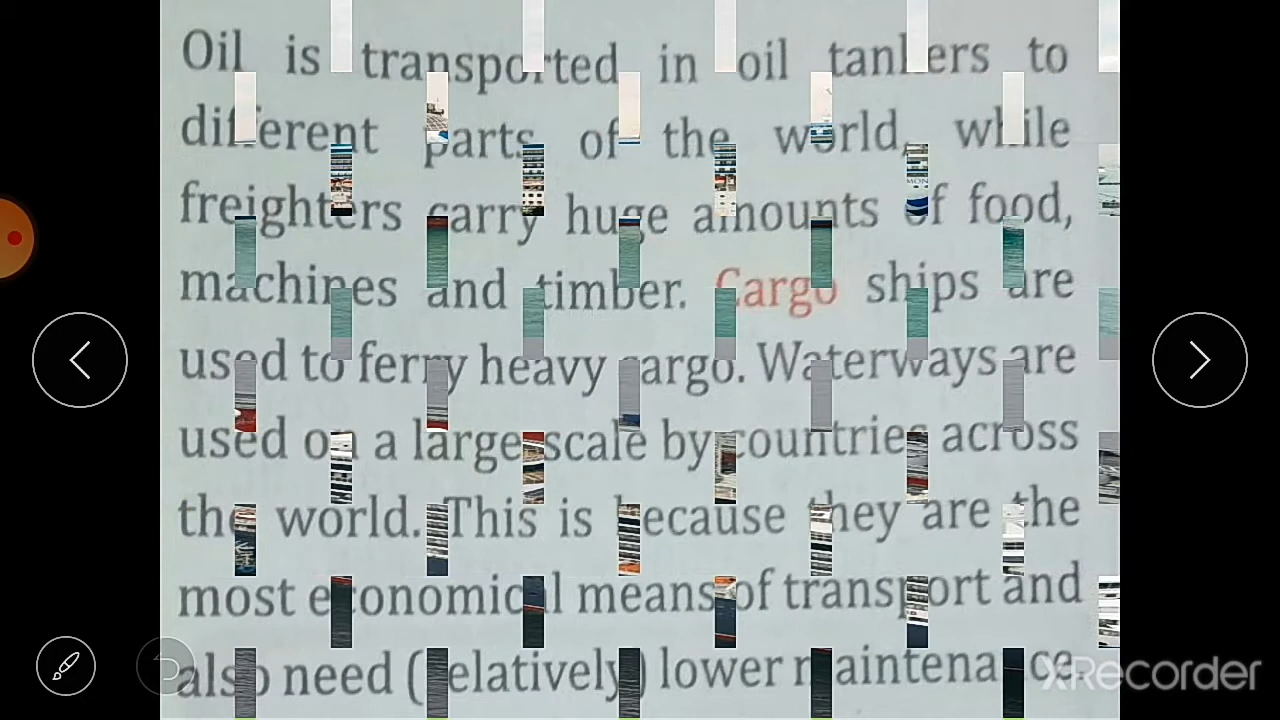 Oil is transported in oil tankers to
different parts of the world, while
freighters carry huge amounts of food,
machines and timber. Cargo ships are
used to ferry heavy cargo. Waterways are
used on a large scale by countries across
the world. This is because they are the
most economical means of transport and
also need (relatively) lower maintenance.
XRecorder